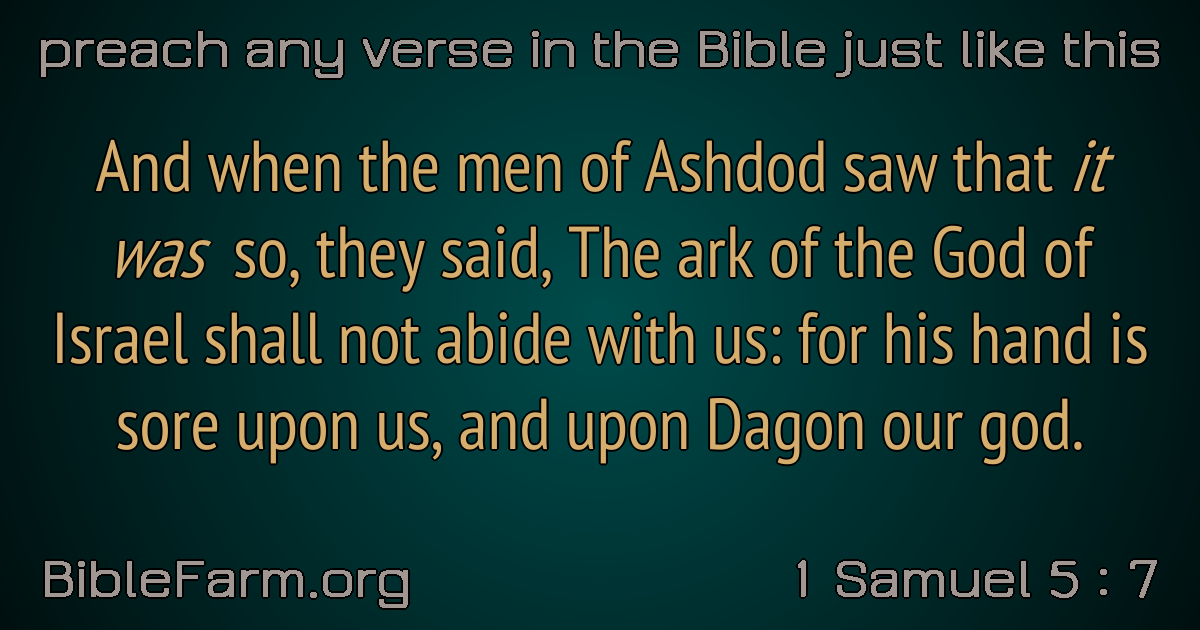 preach any verse in the Bible just like this
And when the men of Ashdod saw that it
was so, they said, The ark of the God of
Israel shall not abide with us: for his hand is
sore upon us, and upon Dagon our god.
BibleFarm.org
1 Samuel 5 : 7